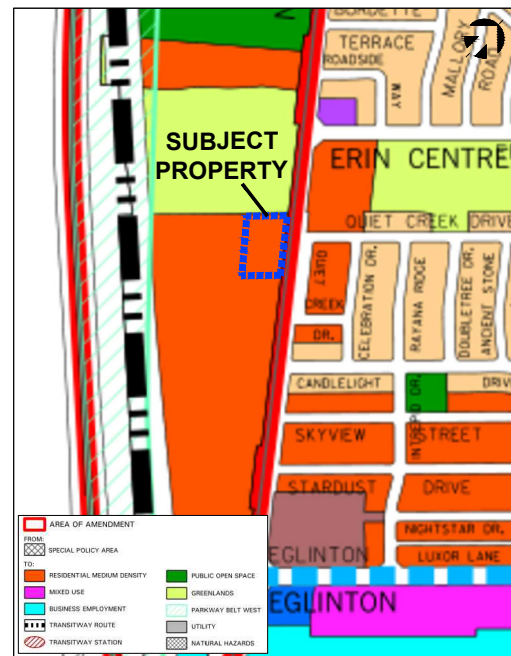 BURDETTE
TERRACE
ROADSIDE
WAY
MALLORY
ROAD
SUBJECT
PROPERTY
ERIN CENTRE
QUIET CREEK DRIVE
QUIET
CREEK
DR.
CELEBRATION DR.
RAYANA RIDGE
DOUBLETREE DR.
ANCIENT STONE
CANDLELIGHT DRIV
INTREPID DR.
SKYVIEW STREET
STARDUST DRIVE
NIGHTSTAR DR.
LUXOR LANE
EGLINTON
EGLINTON
AREA OF AMENDMENT
FROM:
SPECIAL POLICY AREA
TO:
RESIDENTIAL MEDIUM DENSITY
MIXED USE
BUSINESS EMPLOYMENT
TRANSITWAY ROUTE
TRANSITWAY STATION
PUBLIC OPEN SPACE
GREENLANDS
PARKWAY BELT WEST
UTILITY
NATURAL HAZARDS